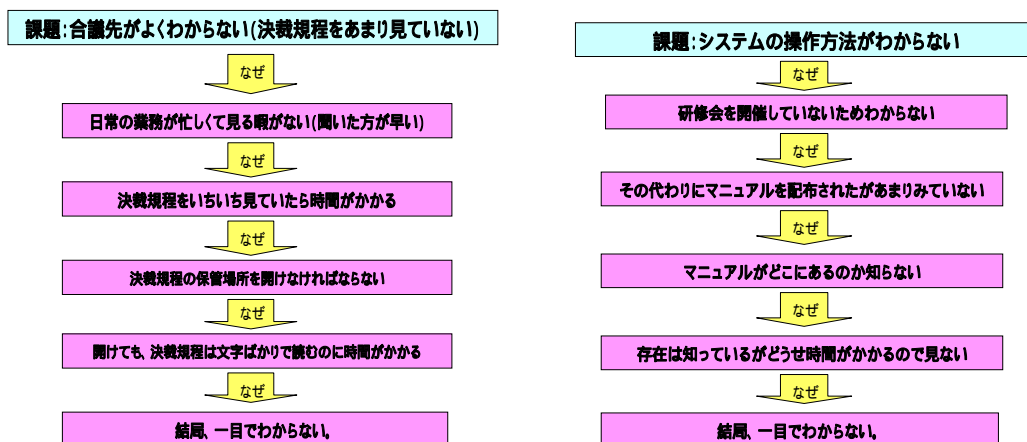 課題:合議先がよくわからない(決裁規程をあまり見ていない)
なぜ
日常の業務が忙しくて見る暇がない(聞いた方が早い)
なぜ
決裁規程をいちいち見ていたら時間がかかる
なぜ
決裁規程の保管場所を開けなければならない
なぜ
開けても、決裁規程は文字ばかりで読むのに時間がかかる
なぜ
結局、一目でわからない。
課題:システムの操作方法がわからない
なぜ
研修会を開催していないためわからない
なぜ
その代わりにマニュアルを配布されたがあまりみていない
なぜ
マニュアルがどこにあるのか知らない
なぜ
存在は知っているがどうせ時間がかかるので見ない
なぜ
結局、一目でわからない。